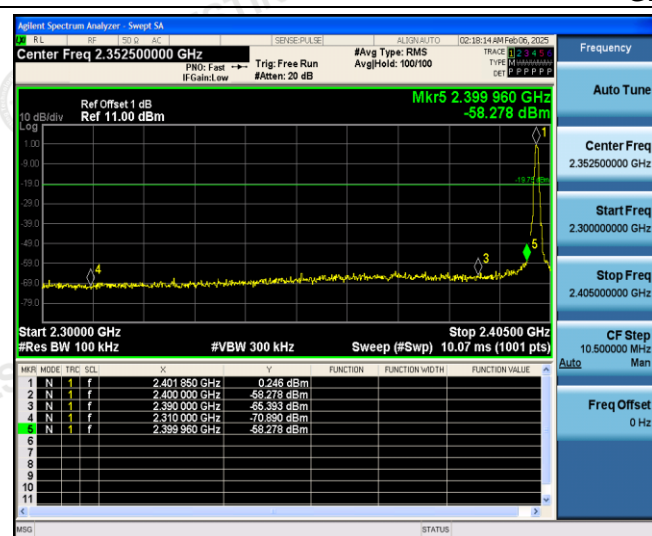 Agilent Spectrum Analyzer - Swept SA
RL RF 50 Ω AC SENSE:PULSE ALIGNAUTO 02:18:14 AM Feb 06, 2025
Center Freq 2.352500000 GHz
PNO: Fast
IFGain:Low
Trig: Free Run
#Atten: 20 dB
#Avg Type: RMS
Avg|Hold: 100/100
TRACE 1 2 3 4 5 6
TYPE M
DET P P P P P P
Frequency
Ref Offset 1 dB
10 dB/div Ref 11.00 dBm
Log
Mkr5 2.399 960 GHz
-58.278 dBm
1.00
-9.00
-19.0
-29.0
-39.0
-49.0
-59.0
-69.0
-79.0
1
3
4
5
Start 2.30000 GHz Stop 2.40500 GHz
#Res BW 100 kHz #VBW 300 kHz Sweep (#Swp) 10.07 ms (1001 pts)
MKR MODE TRC SCL X Y FUNCTION FUNCTION WIDTH FUNCTION VALUE
1 N 1 f 2.401 850 GHz 0.246 dBm
2 N 1 f 2.400 000 GHz -58.278 dBm
3 N 1 f 2.390 000 GHz -65.393 dBm
4 N 1 f 2.310 000 GHz -70.890 dBm
5 N 1 f 2.399 960 GHz -58.278 dBm
6
7
8
9
10
11
MSG STATUS
Auto Tune
Center Freq
2.352500000 GHz
Start Freq
2.300000000 GHz
Stop Freq
2.405000000 GHz
CF Step
10.500000 MHz
Auto Man
Freq Offset
0 Hz